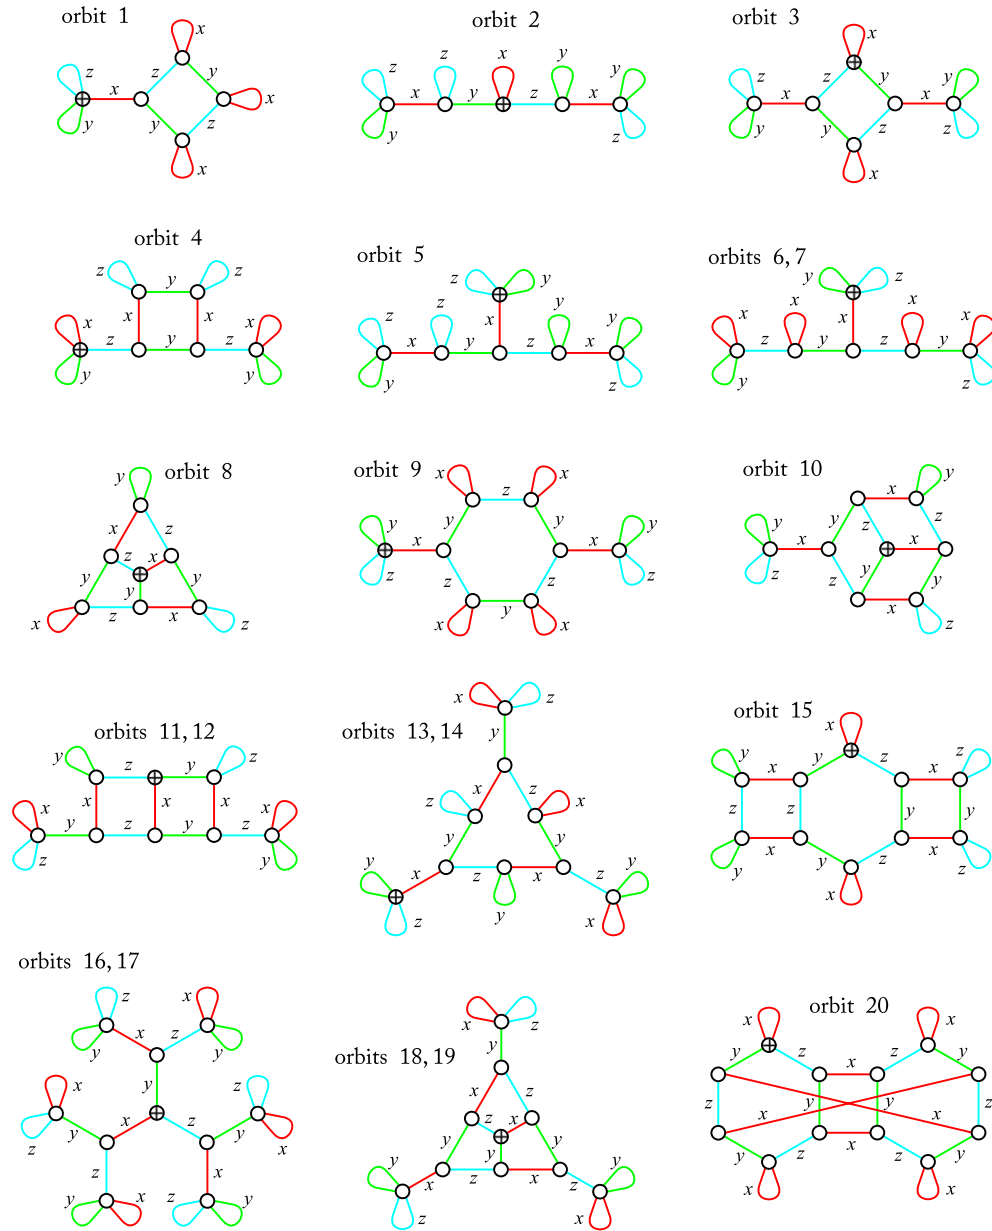 orbit 1
x
z z y
x x
y y z
x
orbit 2
z z x y y
x y z x
y z
orbit 3
x
z z y y
x x
y z
y x z
orbit 4
z y z
x x x x
z y z
y y
orbit 5
z y
z z x y y
x y z x
y z
orbits 6, 7
y z
x x x x x
z y z y
y z
orbit 8
y
x z
z x
y y y
z x
x z
orbit 9
x z x
y y y y
x x
z z z z
x y x
orbit 10
x y
y y z z
x x
z z y y
x z
orbits 11, 12
y z y z
x x x x x
y z y z
z y
orbits 13, 14
x z
y
x z
z x
y y
y x z x z y
z y x
orbit 15
x
y x y z x z
z z y y
x y z x
y x z
orbits 16, 17
z x
y x z y
y
x z
y x z y
z x
z x
y x z y
orbits 18, 19
x z
y
x z
z x
y y y
y x z x z y
z x
orbit 20
x x
y z x z y
z y y z
x x
y z x z y
x x